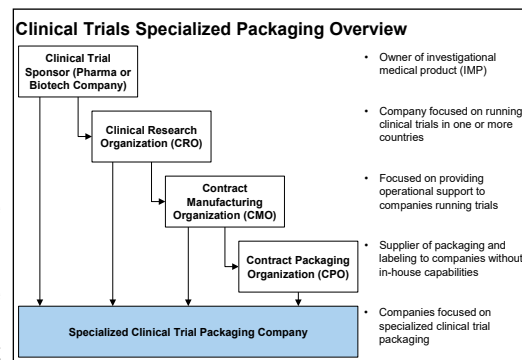 Clinical Trials Specialized Packaging Overview
Clinical Trial
Sponsor (Pharma or
Biotech Company)
• Owner of investigational
medical product (IMP)
Clinical Research
Organization (CRO)
• Company focused on running
clinical trials in one or more
countries
Contract
Manufacturing
Organization (CMO)
• Focused on providing
operational support to
companies running trials
Contract Packaging
Organization (CPO)
• Supplier of packaging and
labeling to companies without
in-house capabilities
Specialized Clinical Trial Packaging Company
• Companies focused on
specialized clinical trial
packaging